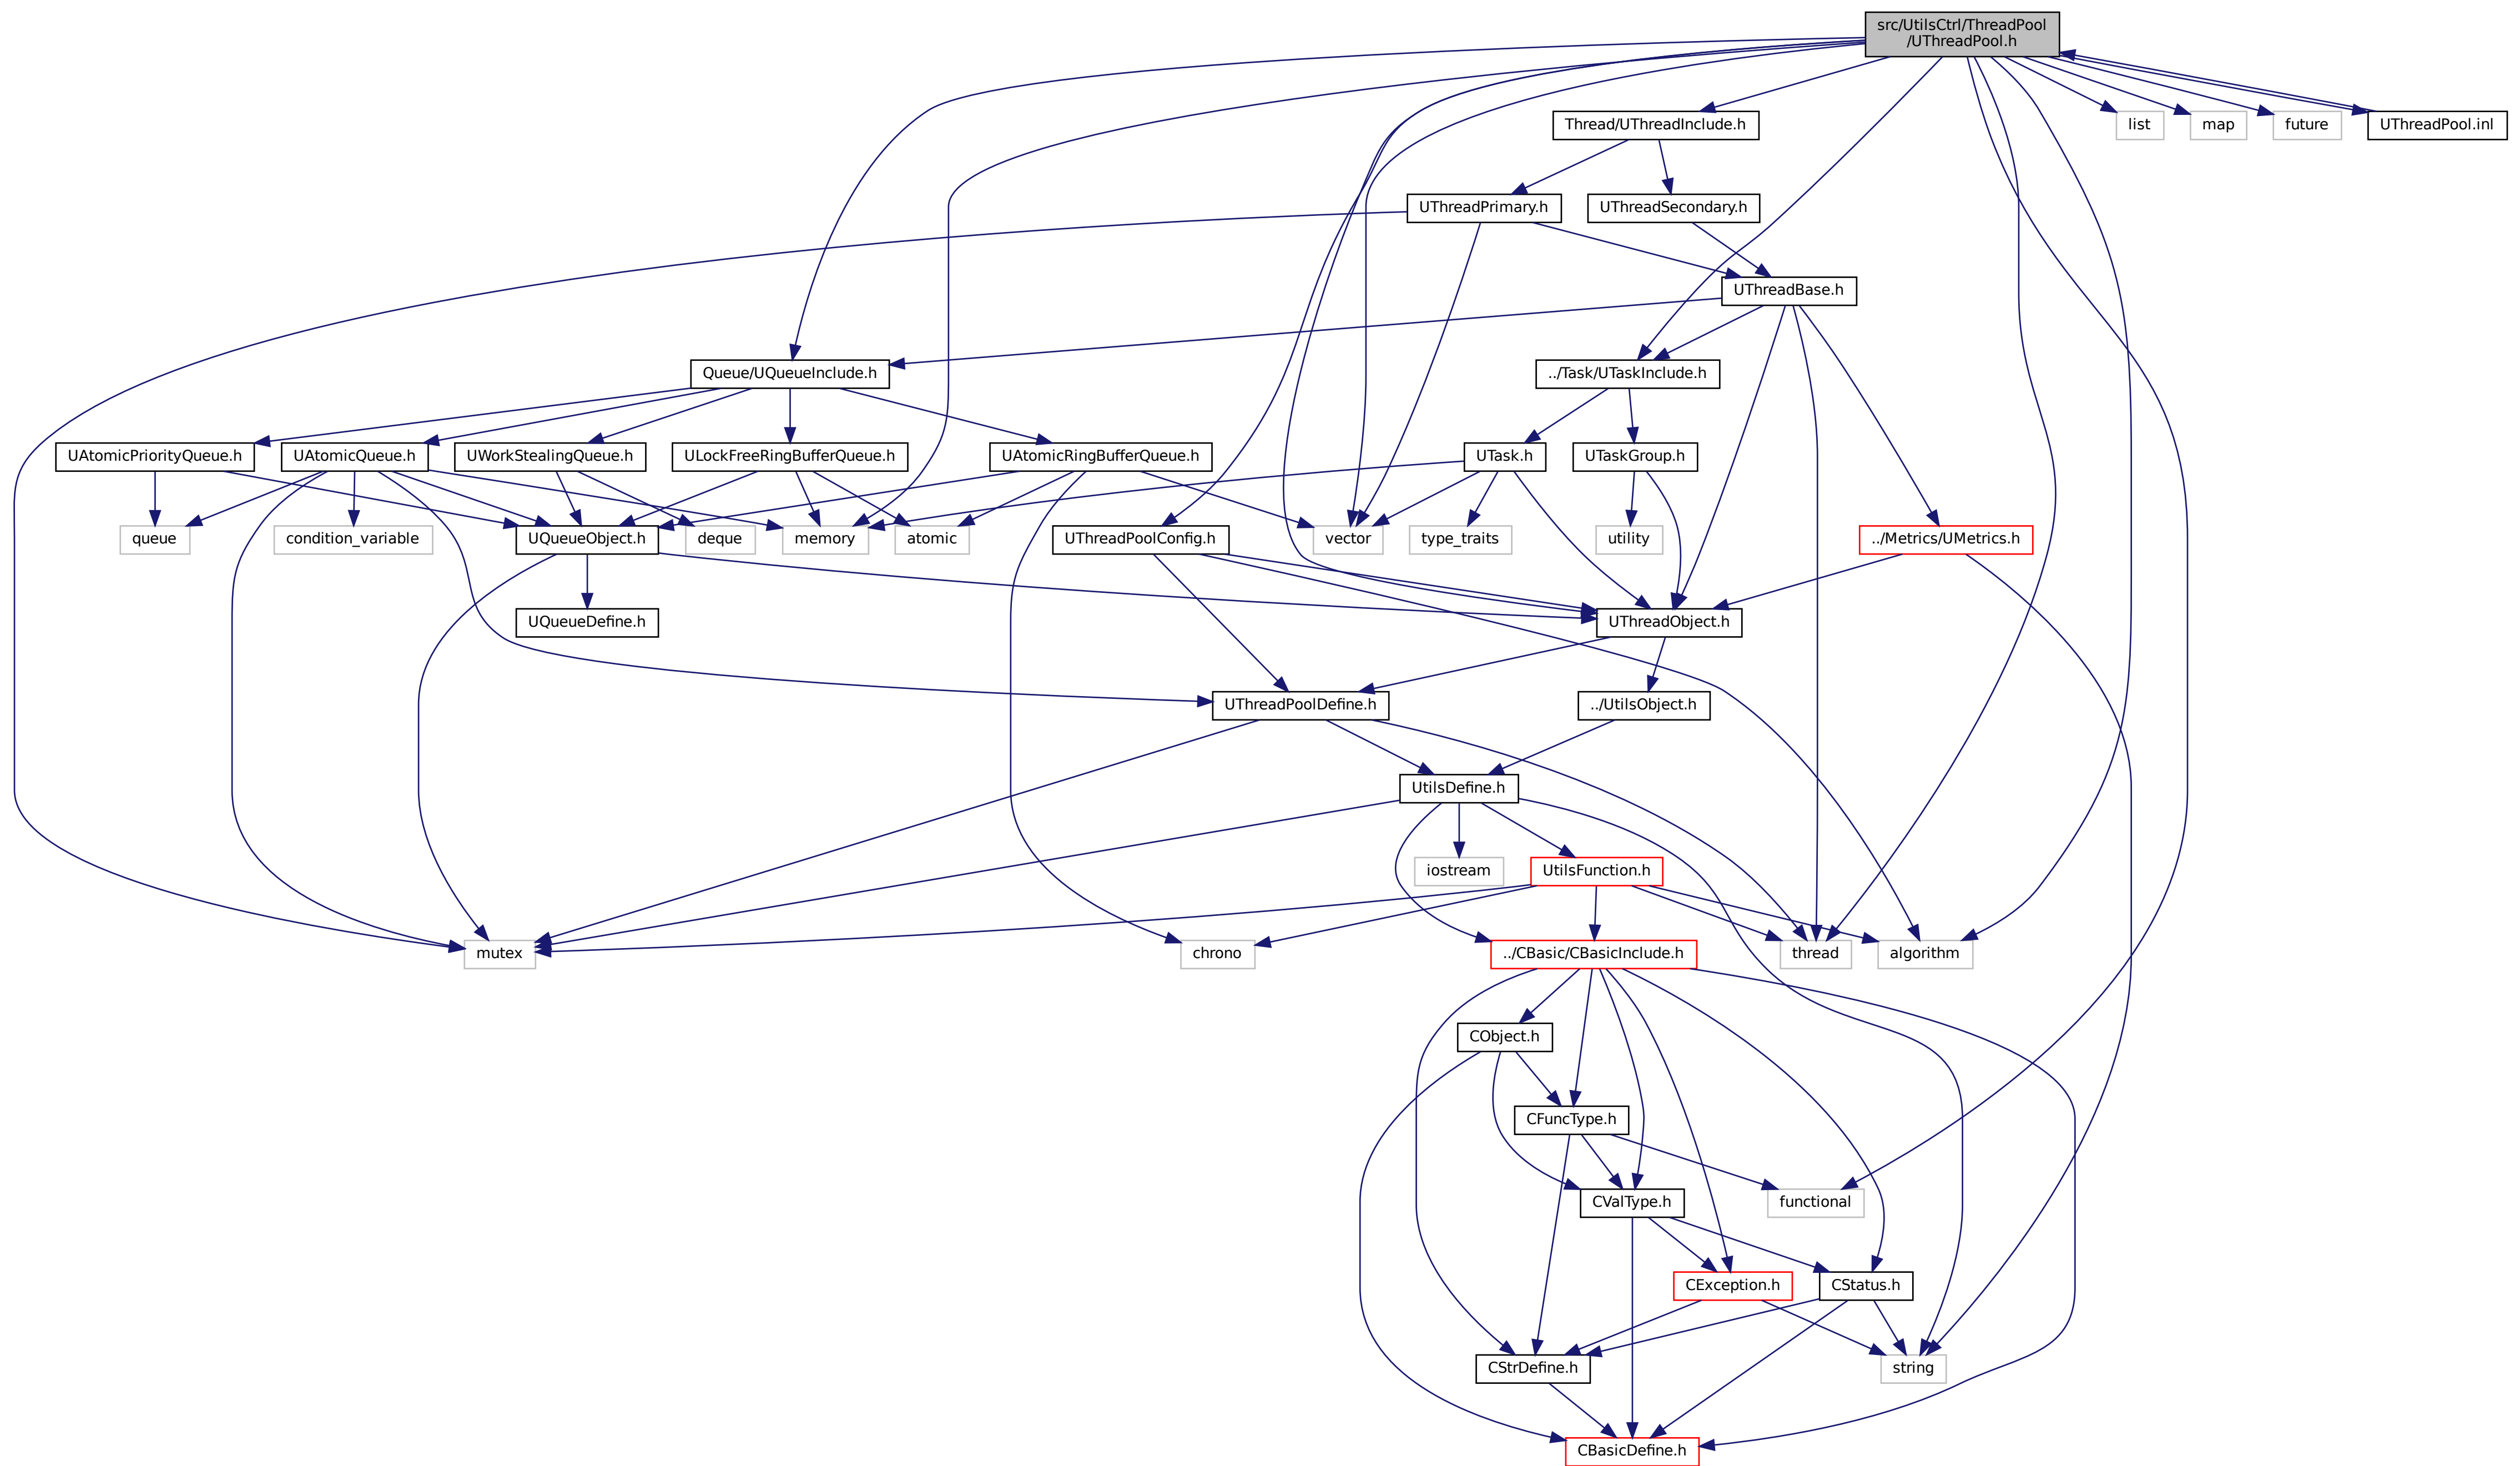 src/UtilsCtrl/ThreadPool
/UThreadPool.h
Thread/UThreadInclude.h
list
map
future
UThreadPool.inl
UThreadPrimary.h
UThreadSecondary.h
UThreadBase.h
Queue/UQueueInclude.h
../Task/UTaskInclude.h
UAtomicPriorityQueue.h
UAtomicQueue.h
UWorkStealingQueue.h
ULockFreeRingBufferQueue.h
UAtomicRingBufferQueue.h
UTask.h
UTaskGroup.h
queue
condition_variable
UQueueObject.h
deque
memory
atomic
UThreadPoolConfig.h
vector
type_traits
utility
../Metrics/UMetrics.h
UQueueDefine.h
UThreadObject.h
UThreadPoolDefine.h
../UtilsObject.h
UtilsDefine.h
iostream
UtilsFunction.h
mutex
chrono
../CBasic/CBasicInclude.h
thread
algorithm
CObject.h
CFuncType.h
CValType.h
functional
CException.h
CStatus.h
CStrDefine.h
string
CBasicDefine.h